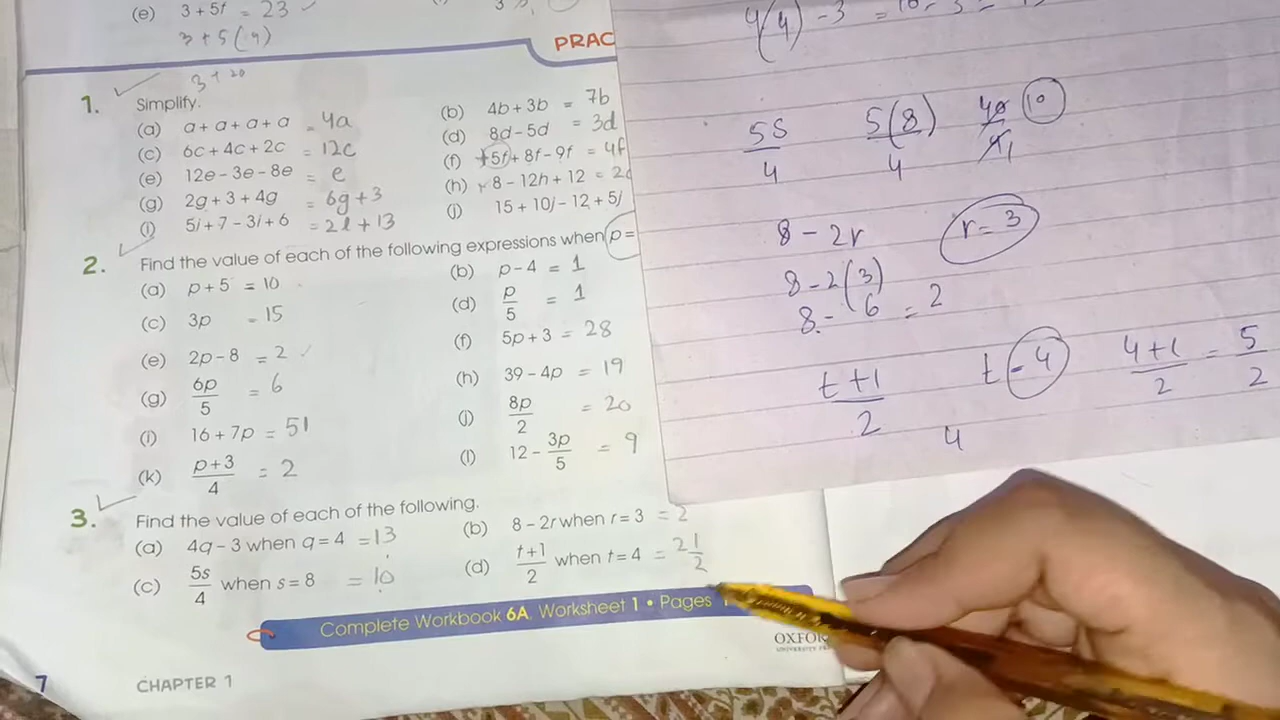 (e) 3 + 5f = 23
3 + 5(4)
3 + 20
PRAC
1. Simplify.
(a) a + a + a + a = 4a
(b) 4b + 3b = 7b
(c) 6c + 4c + 2c = 12c
(d) 8d - 5d = 3d
(e) 12e - 3e - 8e = e
(f) +5f + 8f - 9f = 4f
(g) 2g + 3 + 4g = 6g + 3
(h) 8 - 12h + 12 = 20
(i) 5i + 7 - 3i + 6 = 2i + 13
(j) 15 + 10j - 12 + 5j
2. Find the value of each of the following expressions when p =
(a) p + 5 = 10
(b) p - 4 = 1
(c) 3p = 15
(d) p/5 = 1
(e) 2p - 8 = 2
(f) 5p + 3 = 28
(g) 6p/5 = 6
(h) 39 - 4p = 19
(i) 16 + 7p = 51
(j) 8p/2 = 20
(k) p+3/4 = 2
(l) 12 - 3p/5 = 9
3. Find the value of each of the following.
(a) 4q - 3 when q = 4 = 13
(b) 8 - 2r when r = 3 = 2
(c) 5s/4 when s = 8 = 10
(d) t+1/2 when t = 4 = 2 1/2
Complete Workbook 6A Worksheet 1 • Pages 1
OXFOR
7 CHAPTER 1
4(4) - 3
5S/4 5(8)/4 10
8 - 2r r = 3
8 - 2(3)
8 - 6 = 2
t + 1/2 t = 4 4+1/2 = 5/2
4